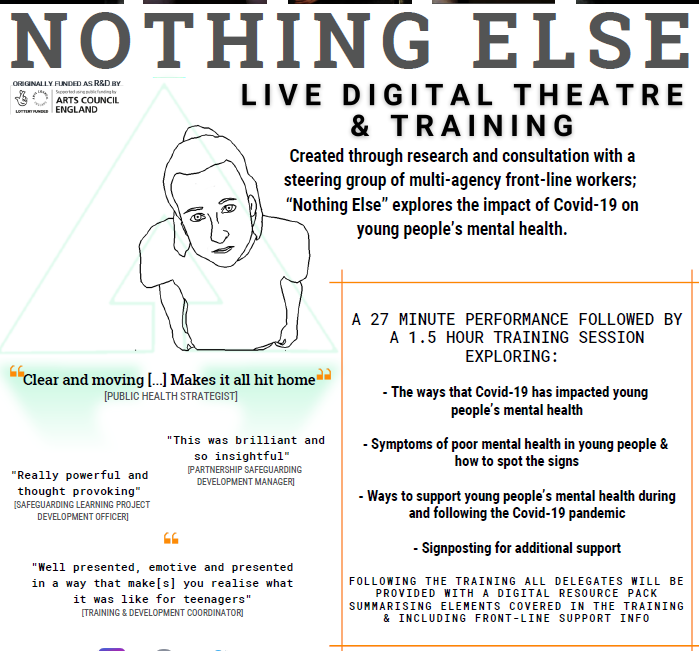 NOTHING ELSE
ORIGINALLY FUNDED AS R&D BY
Supported using public funding by
ARTS COUNCIL
ENGLAND
LOTTERY FUNDED
LIVE DIGITAL THEATRE
& TRAINING
Created through research and consultation with a
steering group of multi-agency front-line workers;
“Nothing Else” explores the impact of Covid-19 on
young people’s mental health.
“Clear and moving [...] Makes it all hit home”
[PUBLIC HEALTH STRATEGIST]
"This was brilliant and
so insightful"
[PARTNERSHIP SAFEGUARDING
DEVELOPMENT MANAGER]
"Really powerful and
thought provoking"
[SAFEGUARDING LEARNING PROJECT
DEVELOPMENT OFFICER]
“
"Well presented, emotive and presented
in a way that make[s] you realise what
it was like for teenagers"
[TRAINING & DEVELOPMENT COORDINATOR]
A 27 MINUTE PERFORMANCE FOLLOWED BY
A 1.5 HOUR TRAINING SESSION
EXPLORING:
- The ways that Covid-19 has impacted young
people’s mental health
- Symptoms of poor mental health in young people &
how to spot the signs
- Ways to support young people’s mental health during
and following the Covid-19 pandemic
- Signposting for additional support
FOLLOWING THE TRAINING ALL DELEGATES WILL BE
PROVIDED WITH A DIGITAL RESOURCE PACK
SUMMARISING ELEMENTS COVERED IN THE TRAINING
& INCLUDING FRONT-LINE SUPPORT INFO